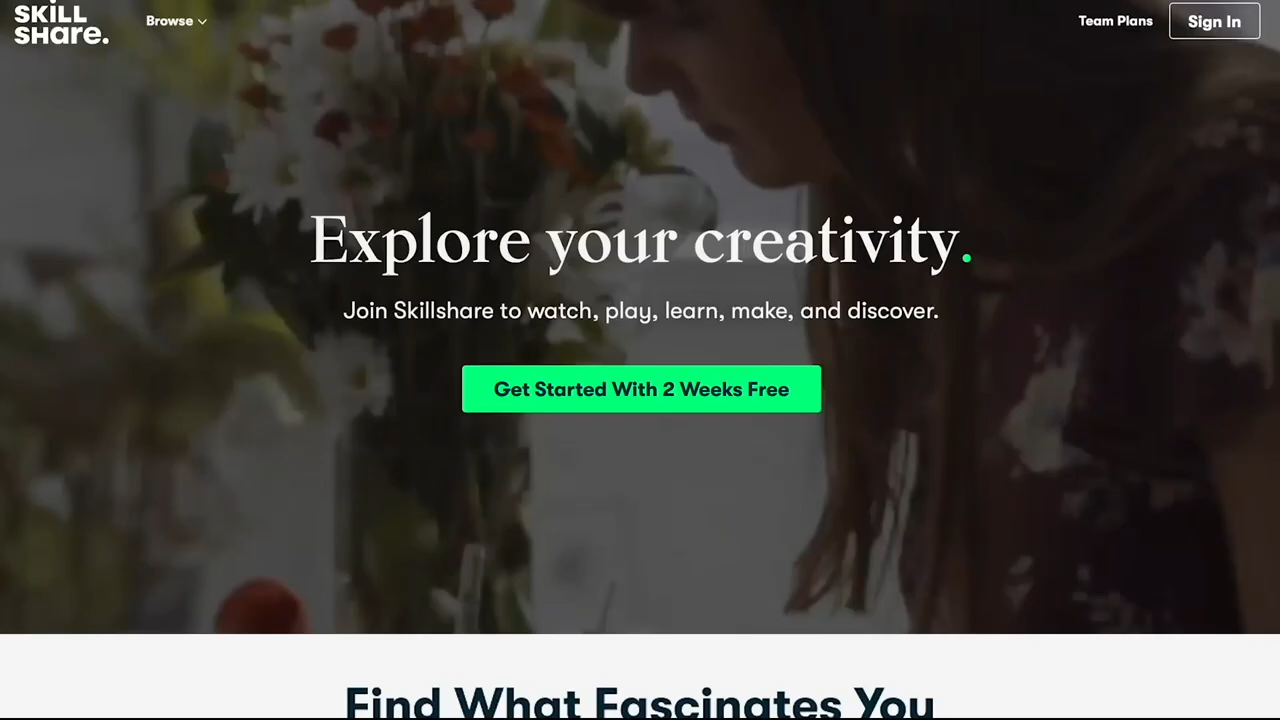 SKiLL
SHare.
Browse
Team Plans
Sign In
Explore your creativity.
Join Skillshare to watch, play, learn, make, and discover.
Get Started With 2 Weeks Free
Find What Fascinates You